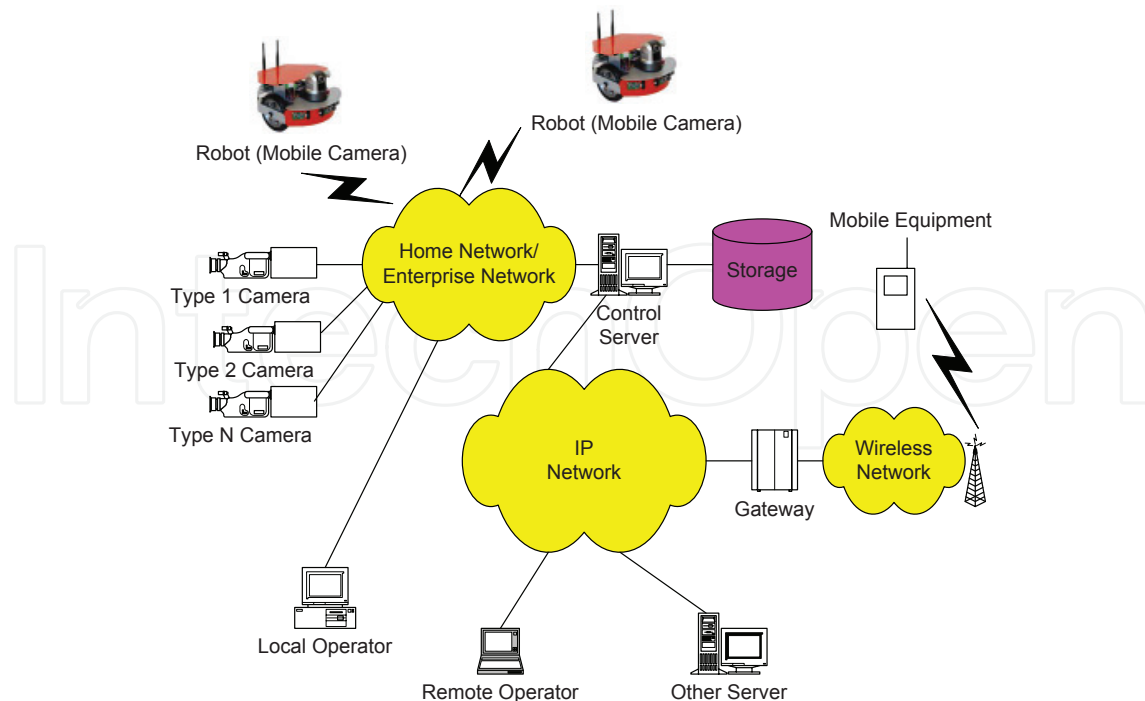 Robot (Mobile Camera)
Robot (Mobile Camera)
Mobile Equipment
Home Network/
Enterprise Network
Storage
Type 1 Camera
Control
Server
Type 2 Camera
Type N Camera
IP
Network
Wireless
Network
Gateway
Local Operator
Remote Operator
Other Server
IntechOpen